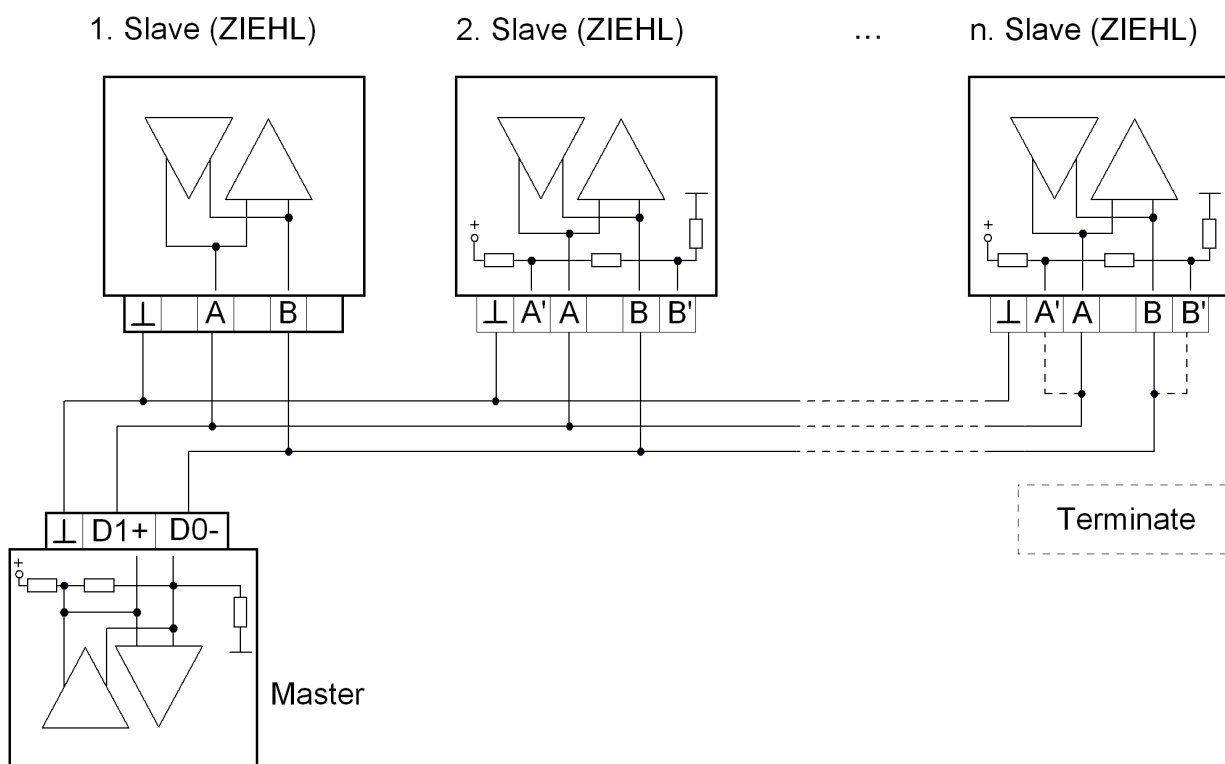 1. Slave (ZIEHL) 2. Slave (ZIEHL) ... n. Slave (ZIEHL)
+ +
⊥ A B ⊥ A' A B B' ⊥ A' A B B'
⊥ D1+ D0-
Terminate
+
Master